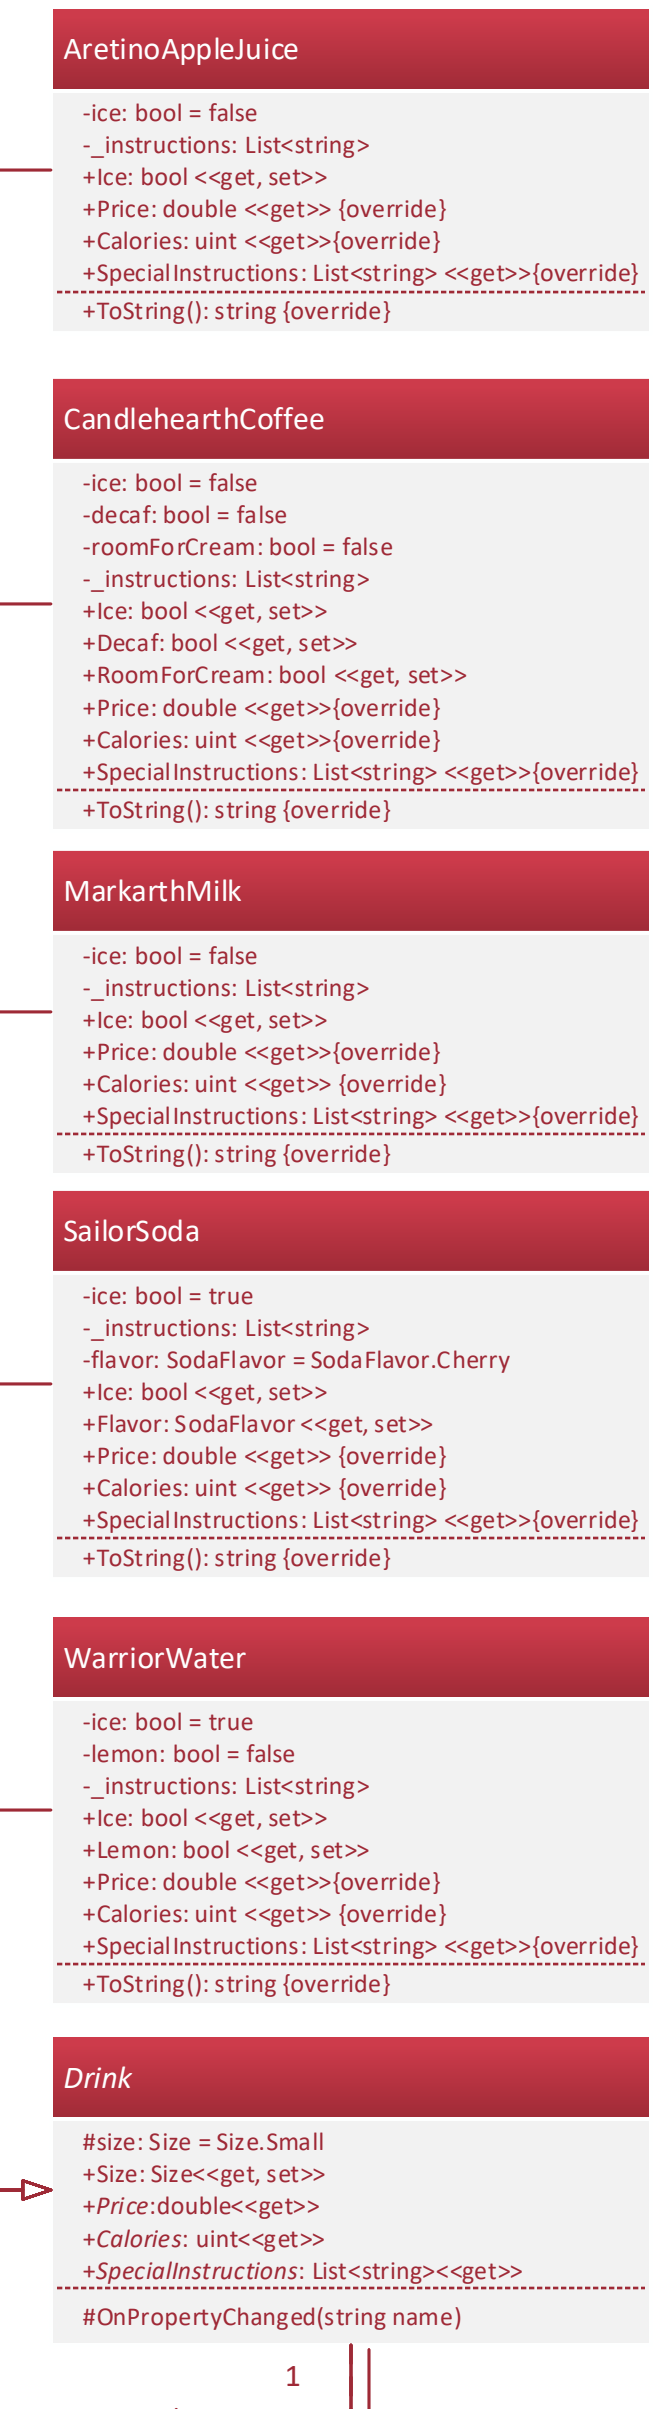 AretinoAppleJuice
-ice: bool = false
-_instructions: List<string>
+Ice: bool <<get, set>>
+Price: double <<get>> {override}
+Calories: uint <<get>>{override}
+SpecialInstructions: List<string> <<get>>{override}
+ToString(): string {override}
CandlehearthCoffee
-ice: bool = false
-decaf: bool = false
-roomForCream: bool = false
-_instructions: List<string>
+Ice: bool <<get, set>>
+Decaf: bool <<get, set>>
+RoomForCream: bool <<get, set>>
+Price: double <<get>>{override}
+Calories: uint <<get>>{override}
+SpecialInstructions: List<string> <<get>>{override}
+ToString(): string {override}
MarkarthMilk
-ice: bool = false
-_instructions: List<string>
+Ice: bool <<get, set>>
+Price: double <<get>>{override}
+Calories: uint <<get>> {override}
+SpecialInstructions: List<string> <<get>>{override}
+ToString(): string {override}
SailorSoda
-ice: bool = true
-_instructions: List<string>
-flavor: SodaFlavor = SodaFlavor.Cherry
+Ice: bool <<get, set>>
+Flavor: SodaFlavor <<get, set>>
+Price: double <<get>> {override}
+Calories: uint <<get>> {override}
+SpecialInstructions: List<string> <<get>>{override}
+ToString(): string {override}
WarriorWater
-ice: bool = true
-lemon: bool = false
-_instructions: List<string>
+Ice: bool <<get, set>>
+Lemon: bool <<get, set>>
+Price: double <<get>>{override}
+Calories: uint <<get>> {override}
+SpecialInstructions: List<string> <<get>>{override}
+ToString(): string {override}
Drink
#size: Size = Size.Small
+Size: Size<<get, set>>
+Price:double<<get>>
+Calories: uint<<get>>
+SpecialInstructions: List<string><<get>>
#OnPropertyChanged(string name)
1